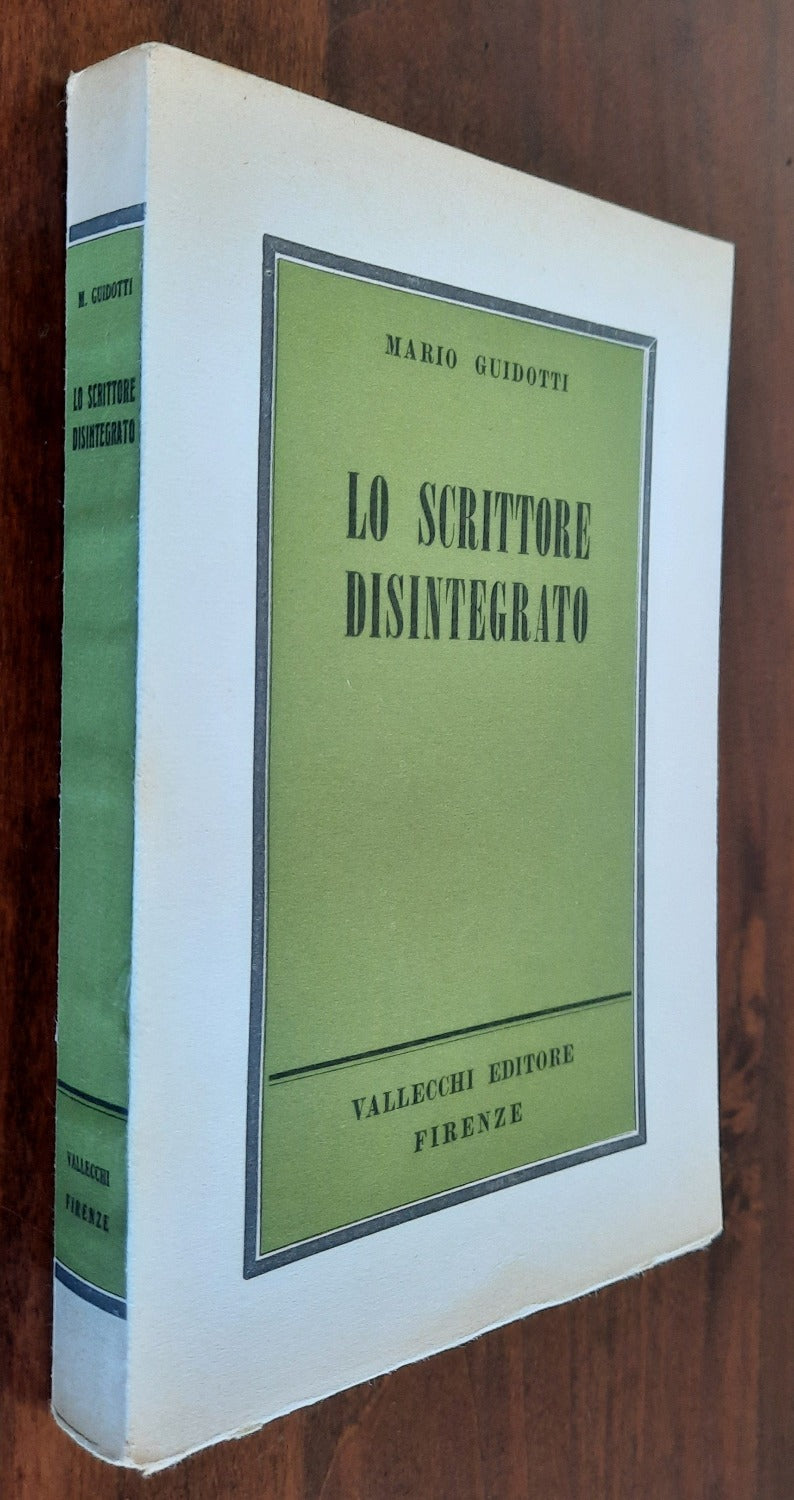 M. GUIDOTTI
LO SCRITTORE
DISINTEGRATO
VALLECCHI
FIRENZE
MARIO GUIDOTTI
LO SCRITTORE
DISINTEGRATO
VALLECCHI EDITORE
FIRENZE